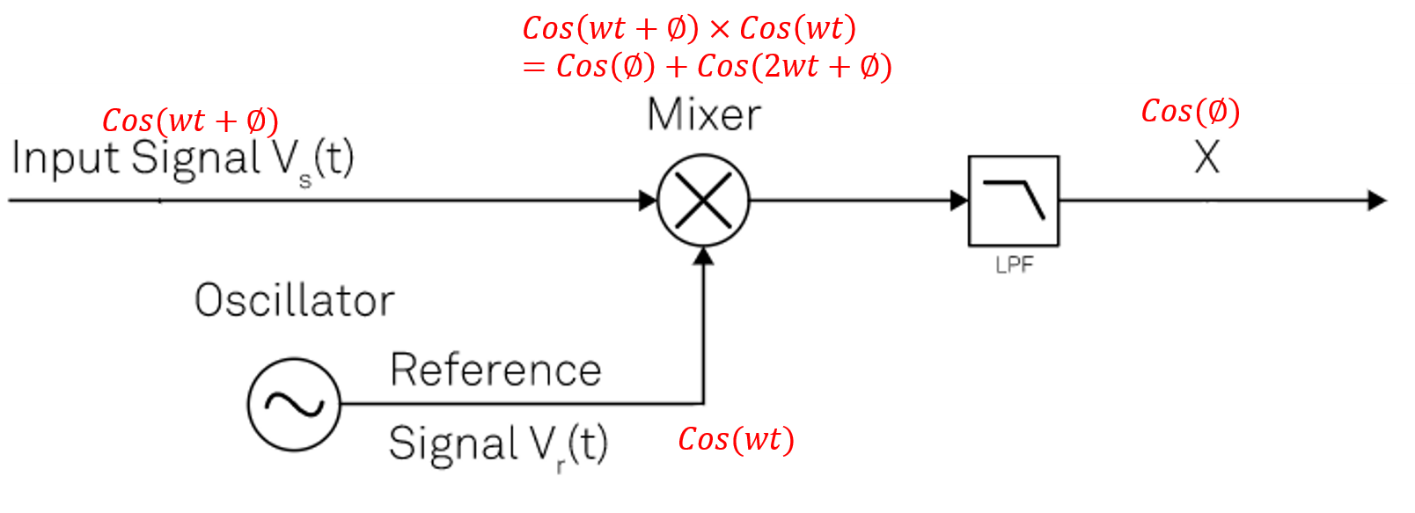 Cos(wt + ∅) × Cos(wt)
= Cos(∅) + Cos(2wt + ∅)
Cos(wt + ∅)
Mixer
Cos(∅)
Input Signal Vₛ(t)
X
LPF
Oscillator
Reference
Signal Vᵣ(t)
Cos(wt)